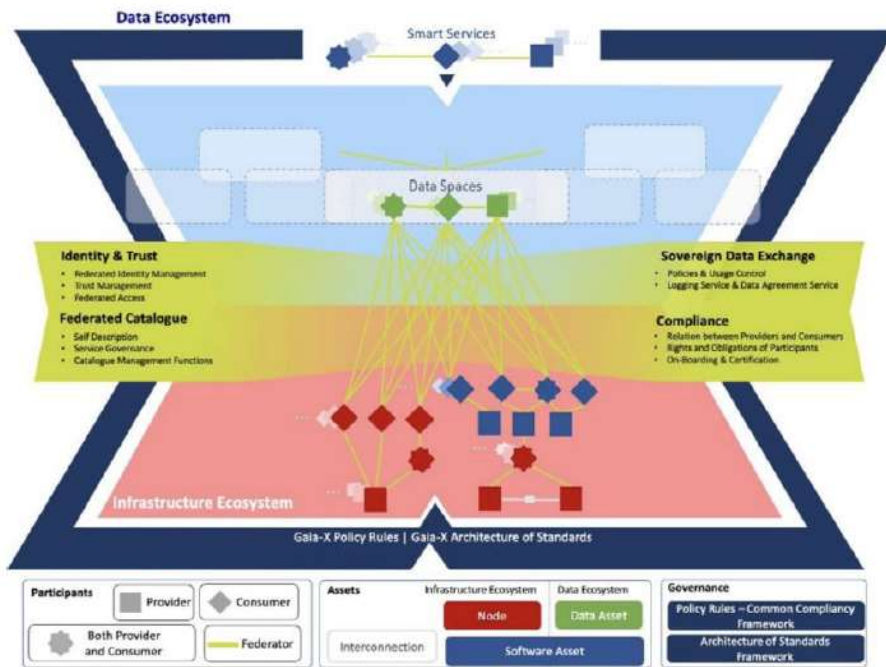 Data Ecosystem
Smart Services
Data Spaces
Identity & Trust
• Federated Identity Management
• Trust Management
• Federated Access
Federated Catalogue
• Self Description
• Service Governance
• Catalogue Management Functions
Sovereign Data Exchange
• Policies & Usage Control
• Logging Service & Data Agreement Service
Compliance
• Relation between Providers and Consumers
• Rights and Obligations of Participants
• On-Boarding & Certification
Infrastructure Ecosystem
Gaia-X Policy Rules | Gaia-X Architecture of Standards
Participants
Provider
Consumer
Both Provider
and Consumer
Federator
Assets
Infrastructure Ecosystem
Data Ecosystem
Node
Data Asset
Interconnection
Software Asset
Governance
Policy Rules – Common Compliancy
Framework
Architecture of Standards
Framework